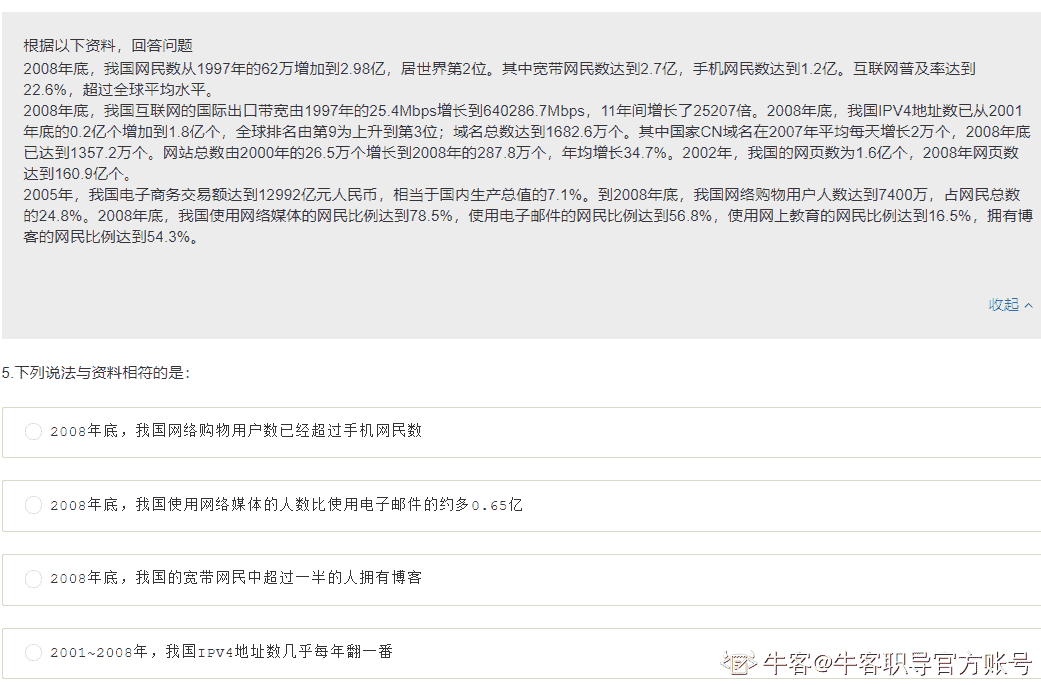 根据以下资料，回答问题
2008年底，我国网民数从1997年的62万增加到2.98亿，居世界第2位。其中宽带网民数达到2.7亿，手机网民数达到1.2亿。互联网普及率达到
22.6%，超过全球平均水平。
2008年底，我国互联网的国际出口带宽由1997年的25.4Mbps增长到640286.7Mbps，11年间增长了25207倍。2008年底，我国IPV4地址数已从2001
年底的0.2亿个增加到1.8亿个，全球排名由第9为上升到第3位；域名总数达到1682.6万个。其中国家CN域名在2007年平均每天增长2万个，2008年底
已达到1357.2万个。网站总数由2000年的26.5万个增长到2008年的287.8万个，年均增长34.7%。2002年，我国的网页数为1.6亿个，2008年网页数
达到160.9亿个。
2005年，我国电子商务交易额达到12992亿元人民币，相当于国内生产总值的7.1%。到2008年底，我国网络购物用户人数达到7400万，占网民总数
的24.8%。2008年底，我国使用网络媒体的网民比例达到78.5%，使用电子邮件的网民比例达到56.8%，使用网上教育的网民比例达到16.5%，拥有博
客的网民比例达到54.3%。
收起
5.下列说法与资料相符的是：
2008年底，我国网络购物用户数已经超过手机网民数
2008年底，我国使用网络媒体的人数比使用电子邮件的约多0.65亿
2008年底，我国的宽带网民中超过一半的人拥有博客
2001~2008年，我国IPV4地址数几乎每年翻一番
牛客@牛客职导官方账号